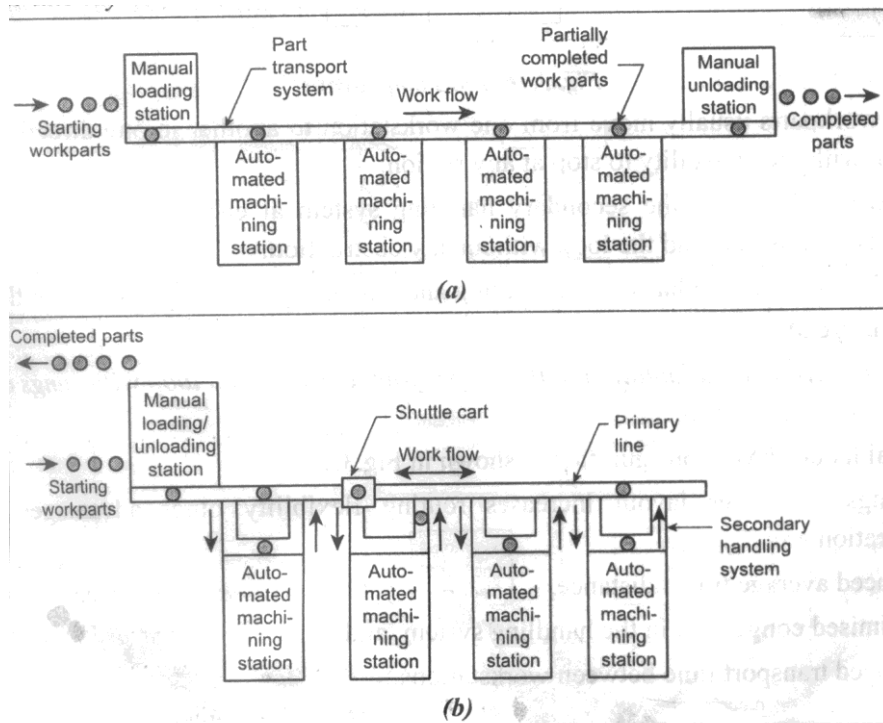 Manual
loading
station
Part
transport
system
Partially
completed
work parts
Manual
unloading
station
Work flow
Starting
workparts
Completed
parts
Auto-
mated
machi-
ning
station
Auto-
mated
machi-
ning
station
Auto-
mated
machi-
ning
station
Auto-
mated
machi-
ning
station
(a)
Completed parts
Manual
loading/
unloading
station
Shuttle cart
Primary
line
Work flow
Starting
workparts
Secondary
handling
system
Auto-
mated
machi-
ning
station
Auto-
mated
machi-
ning
station
Auto-
mated
machi-
ning
station
Auto-
mated
machi-
ning
station
(b)